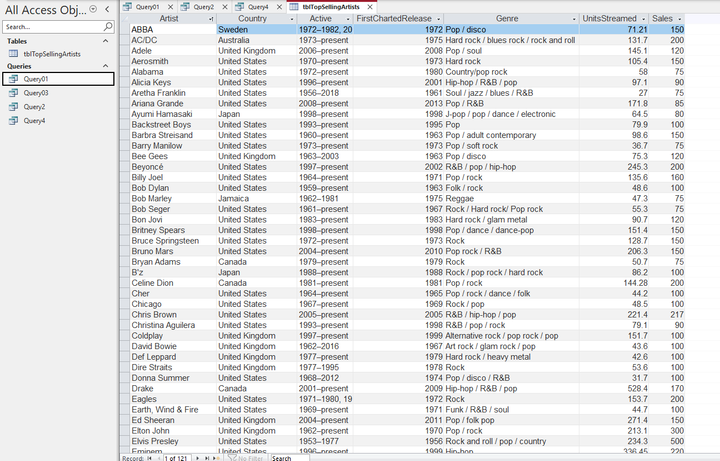 All Access Obj...
Search...
Tables
tblTopSellingArtists
Queries
Query01
Query03
Query2
Query4
Query01 Query2 Query4 tblTopSellingArtists
Artist Country Active FirstChartedRelease Genre UnitsStreamed Sales
ABBA Sweden 1972–1982, 20 1972 Pop / disco 71.21 150
AC/DC Australia 1973–present 1975 Hard rock / blues rock / rock and roll 131.7 200
Adele United Kingdom 2006–present 2008 Pop / soul 145.1 120
Aerosmith United States 1970–present 1973 Hard rock 105.4 150
Alabama United States 1972–present 1980 Country/pop rock 58 75
Alicia Keys United States 1996–present 2001 Hip-hop / R&B / pop 97.1 90
Aretha Franklin United States 1956–2018 1961 Soul / jazz / blues / R&B 27 75
Ariana Grande United States 2008–present 2013 Pop / R&B 171.8 85
Ayumi Hamasaki Japan 1998–present 1998 J-pop / pop / dance / electronic 64.5 80
Backstreet Boys United States 1993–present 1995 Pop 79.9 100
Barbra Streisand United States 1960–present 1963 Pop / adult contemporary 98.6 150
Barry Manilow United States 1973–present 1973 Pop / soft rock 36.7 75
Bee Gees United Kingdom 1963–2003 1963 Pop / disco 75.3 120
Beyoncé United States 1997–present 2002 R&B / pop / hip-hop 245.3 200
Billy Joel United States 1964–present 1971 Pop / rock 135.6 160
Bob Dylan United States 1959–present 1963 Folk / rock 48.6 100
Bob Marley Jamaica 1962–1981 1975 Reggae 47.3 75
Bob Seger United States 1961–present 1967 Rock / Hard rock/ Pop rock 55.3 75
Bon Jovi United States 1983–present 1983 Hard rock / glam metal 90.7 120
Britney Spears United States 1998–present 1998 Pop / dance / dance-pop 151.4 150
Bruce Springsteen United States 1972–present 1973 Rock 128.7 150
Bruno Mars United States 2004–present 2010 Pop rock / R&B 206.3 150
Bryan Adams Canada 1976–present 1979 Rock 50.7 75
B'z Japan 1988–present 1988 Rock / pop rock / hard rock 86.2 100
Celine Dion Canada 1981–present 1981 Pop / rock 144.28 200
Cher United States 1964–present 1965 Pop / rock / dance / folk 44.2 100
Chicago United States 1967–present 1969 Rock / pop 48.5 100
Chris Brown United States 2005–present 2005 R&B / hip-hop / pop 221.4 217
Christina Aguilera United States 1993–present 1998 R&B / pop / rock 79.1 90
Coldplay United Kingdom 1997–present 1999 Alternative rock / pop rock / pop 151.7 100
David Bowie United Kingdom 1962–2016 1967 Art rock / glam rock / pop 43.6 100
Def Leppard United Kingdom 1977–present 1979 Hard rock / heavy metal 42.6 100
Dire Straits United Kingdom 1977–1995 1978 Rock 53.6 100
Donna Summer United States 1968–2012 1974 Pop / disco / R&B 31.7 100
Drake Canada 2001–present 2009 Hip-hop / R&B / pop 528.4 170
Eagles United States 1971–1980, 19 1972 Rock 153.7 200
Earth, Wind & Fire United States 1969–present 1971 Funk / R&B / soul 44.7 100
Ed Sheeran United Kingdom 2004–present 2011 Pop / folk pop 271.4 150
Elton John United Kingdom 1962–present 1970 Pop / rock 213.1 300
Elvis Presley United States 1953–1977 1956 Rock and roll / pop / country 234.3 500
Eminem United States 1996–present 1999 Hip-hop 336.45 220
Record: 1 of 121 No Filter Search